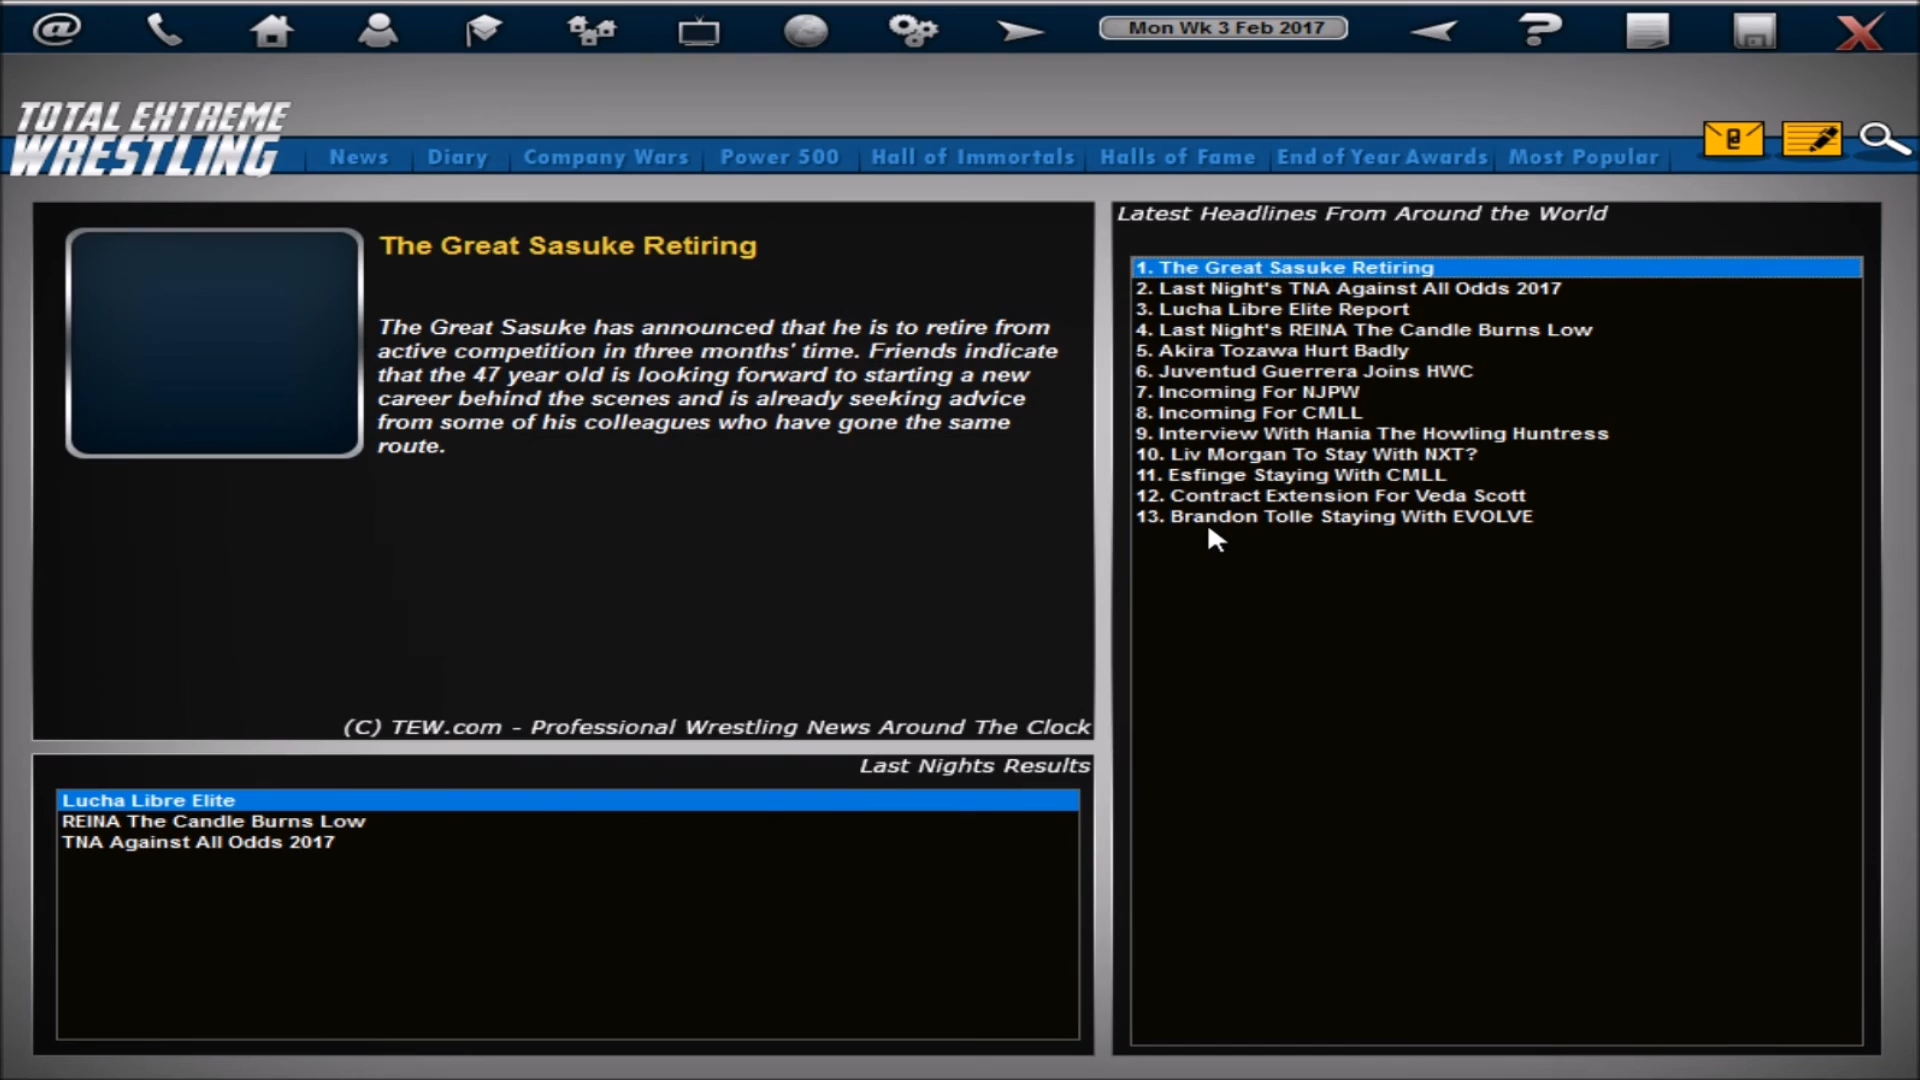 @
Mon Wk 3 Feb 2017
?
TOTAL EXTREME
WRESTLING
News
Diary
Company Wars
Power 500
Hall of Immortals
Halls of Fame
End of Year Awards
Most Popular
@
The Great Sasuke Retiring
The Great Sasuke has announced that he is to retire from
active competition in three months' time. Friends indicate
that the 47 year old is looking forward to starting a new
career behind the scenes and is already seeking advice
from some of his colleagues who have gone the same
route.
(C) TEW.com - Professional Wrestling News Around The Clock
Last Nights Results
Lucha Libre Elite
REINA The Candle Burns Low
TNA Against All Odds 2017
Latest Headlines From Around the World
1. The Great Sasuke Retiring
2. Last Night's TNA Against All Odds 2017
3. Lucha Libre Elite Report
4. Last Night's REINA The Candle Burns Low
5. Akira Tozawa Hurt Badly
6. Juventud Guerrera Joins HWC
7. Incoming For NJPW
8. Incoming For CMLL
9. Interview With Hania The Howling Huntress
10. Liv Morgan To Stay With NXT?
11. Esfinge Staying With CMLL
12. Contract Extension For Veda Scott
13. Brandon Tolle Staying With EVOLVE